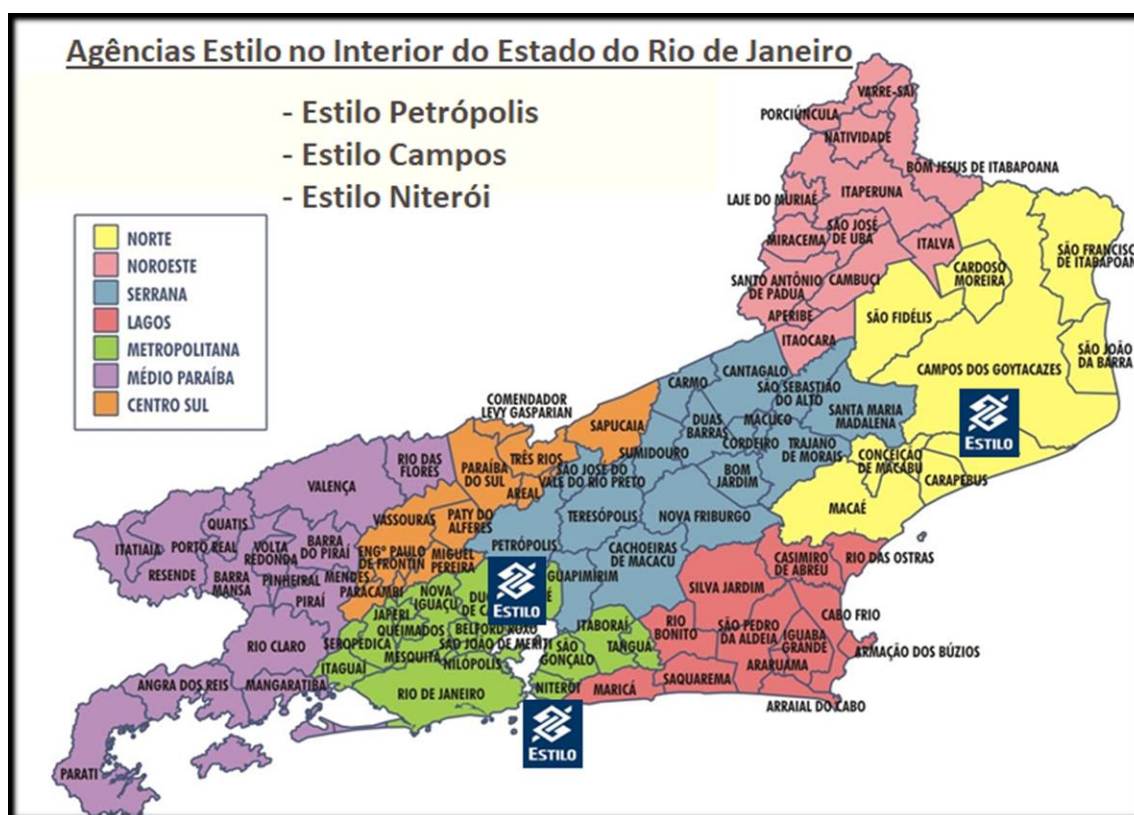 Agências Estilo no Interior do Estado do Rio de Janeiro
- Estilo Petrópolis
- Estilo Campos
- Estilo Niterói
NORTE
NOROESTE
SERRANA
LAGOS
METROPOLITANA
MÉDIO PARAÍBA
CENTRO SUL
VARRE-SAI
PORCIÚNCULA
NATIVIDADE
BOM JESUS DE ITABAPOANA
ITAPERUNA
LAJE DO MURIAÉ
SÃO JOSÉ
DE UBÁ
MIRACEMA
ITALVA
SÃO FRANCISC
DE ITABAPOAN
CARDOSO
MOREIRA
SANTO ANTÔNIO
DE PADUA
CAMBUCI
APERIBE
SÃO FIDÉLIS
ITAOCARA
SÃO JOÃO
DA BARRA
CAMPOS DOS GOYTACAZES
ESTILO
CANTAGALO
CARMO
SÃO SEBASTIÃO
DO ALTO
COMENDADOR
LEVY GASPARIAN
SAPUCAIA
DUAS
BARRAS
MACUCO
SANTA MARIA
MADALENA
CORDEIRO
TRAJANO
DE MORAIS
SUMIDOURO
CONCEIÇÃO
DE MACABU
CARAPEBUS
RIO DAS
FLORES
TRÊS RIOS
PARAÍBA
DO SUL
SÃO JOSÉ DO
VALE DO RIO PRETO
BOM
JARDIM
VALENÇA
AREAL
MACAÉ
VASSOURAS
PATY DO
ALFERES
TERESÓPOLIS
NOVA FRIBURGO
QUATIS
ITATIAIA
PORTO REAL
VOLTA
REDONDA
BARRA
DO PIRAÍ
ENGº PAULO
DE FRONTIN
MIGUEL
PEREIRA
PETRÓPOLIS
CACHOEIRAS
DE MACACU
CASIMIRO
DE ABREU
RIO DAS OSTRAS
RESENDE
BARRA
MANSA
PINHEIRAL
MENDES
PARACAMBI
PIRAÍ
NOVA
IGUAÇU
ESTILO
GUAPIMIRIM
SILVA JARDIM
CABO FRIO
JAPERI
QUEIMADOS
BELFORD ROXO
ITABORAÍ
RIO
BONITO
SÃO PEDRO
DA ALDEIA
IGUABA
GRANDE
RIO CLARO
SEROPÉDICA
SÃO JOÃO DE MERITI
SÃO
GONÇALO
TANGUA
ARMAÇÃO DOS BÚZIOS
MESQUITA
NILÓPOLIS
ITAGUAÍ
ARARUAMA
SAQUAREMA
ANGRA DOS REIS
MANGARATIBA
RIO DE JANEIRO
NITERÓI
MARICÁ
ARRAIAL DO CABO
ESTILO
PARATI